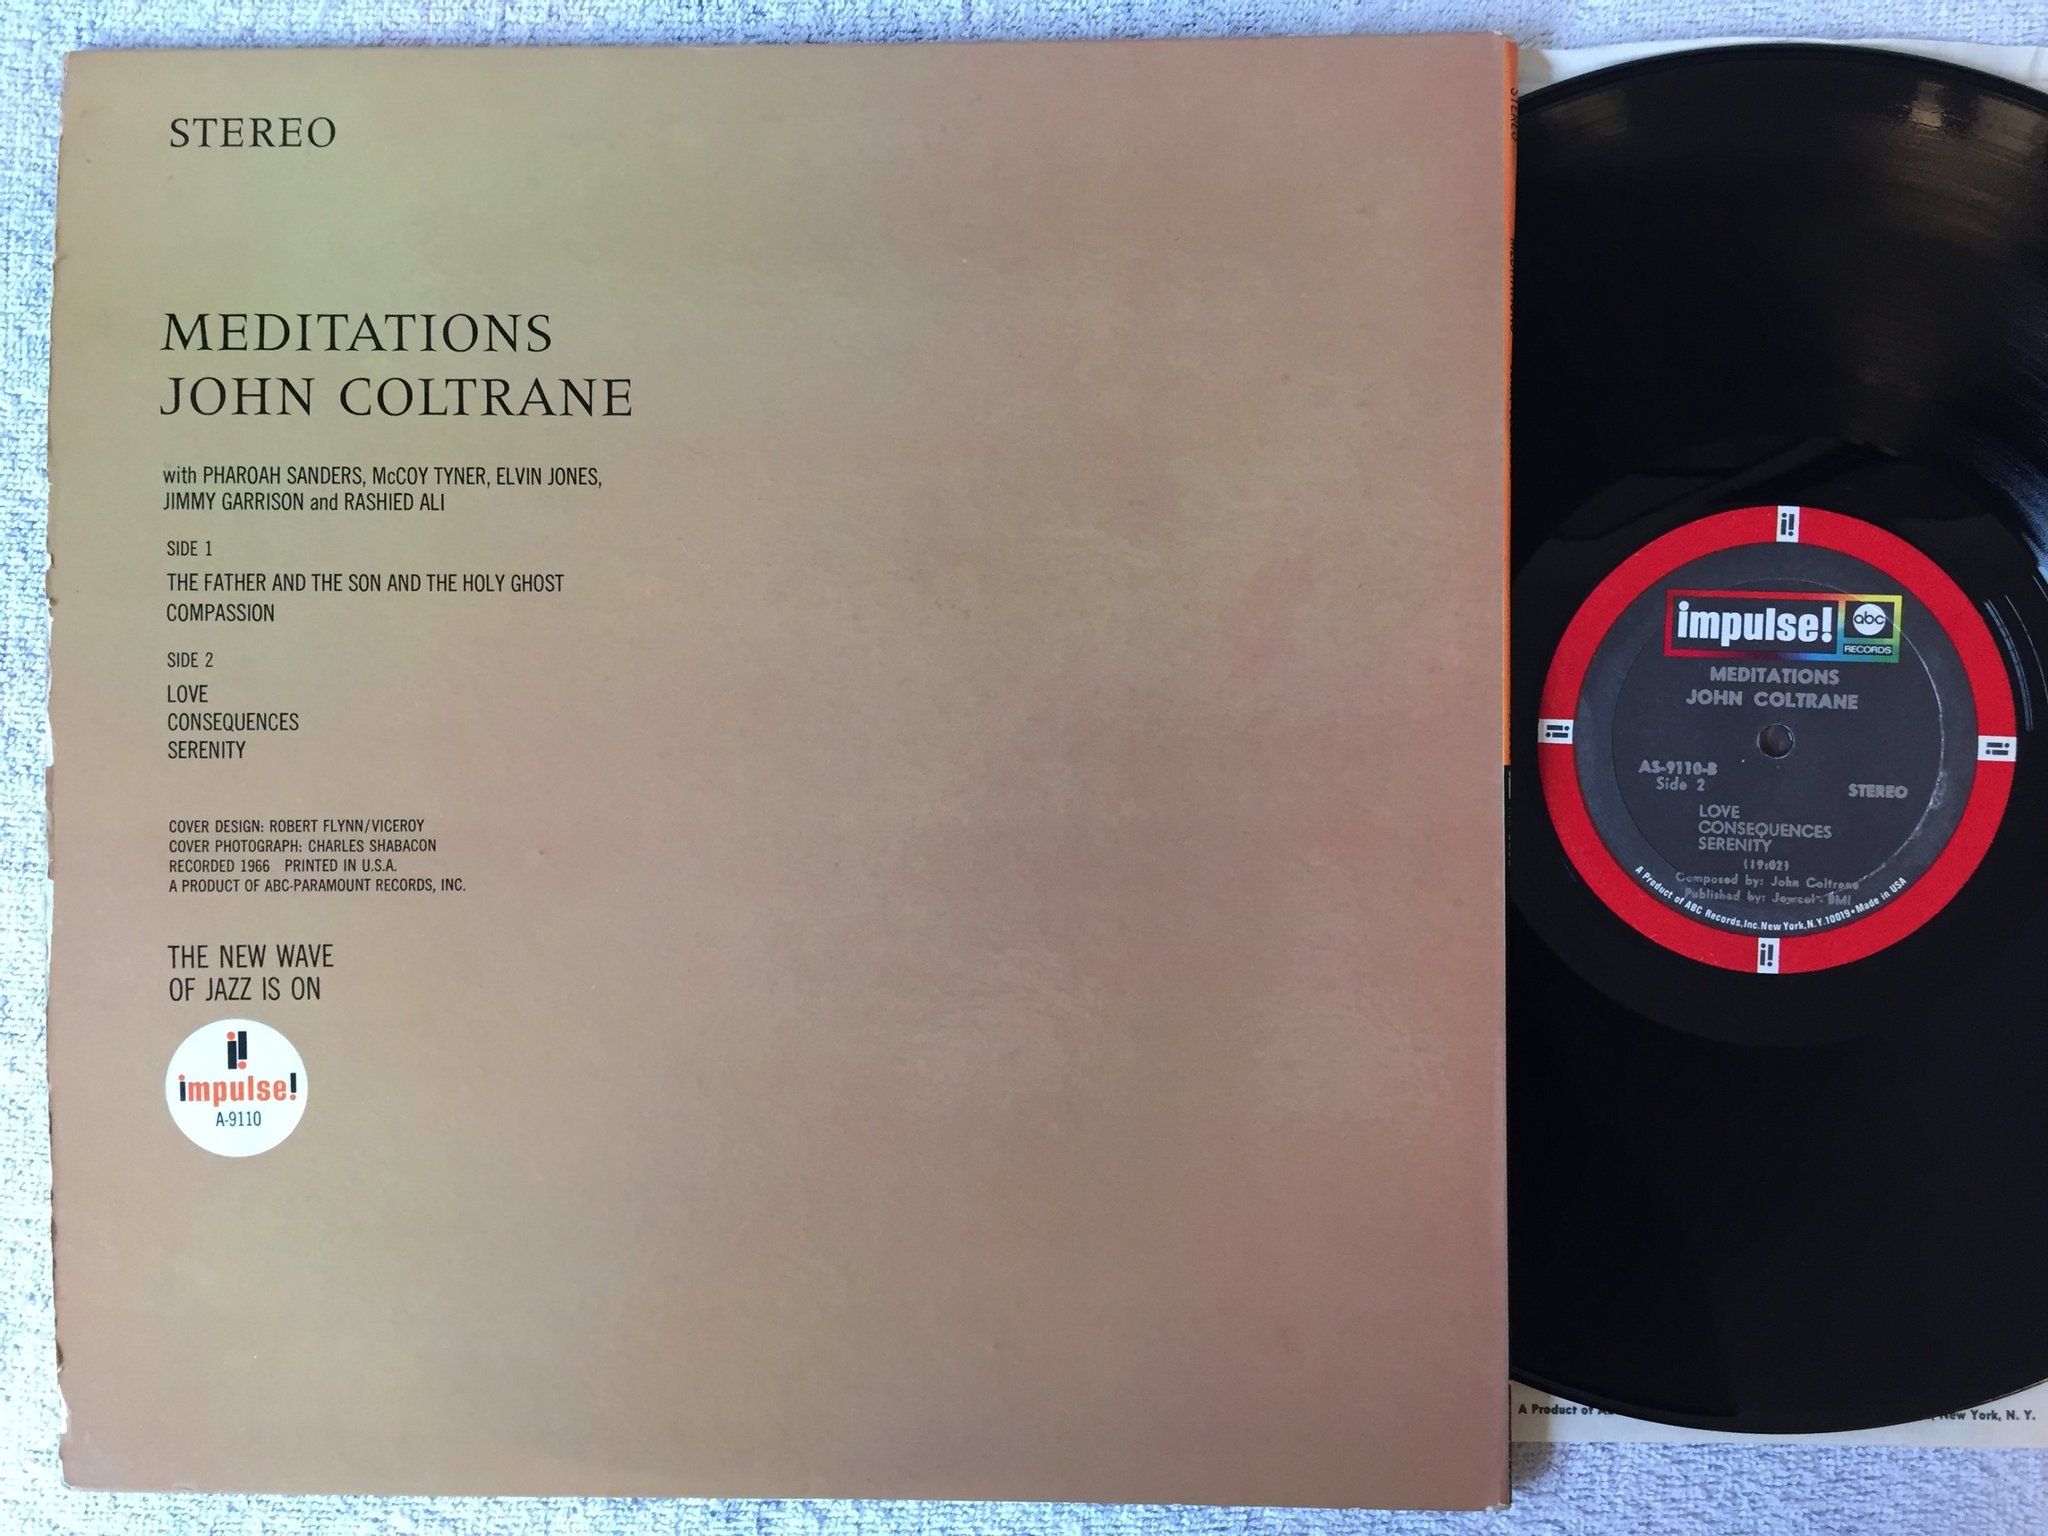 STEREO
MEDITATIONS
JOHN COLTRANE
with PHAROAH SANDERS, McCOY TYNER, ELVIN JONES,
JIMMY GARRISON and RASHIED ALI
SIDE 1
THE FATHER AND THE SON AND THE HOLY GHOST
COMPASSION
SIDE 2
LOVE
CONSEQUENCES
SERENITY
COVER DESIGN: ROBERT FLYNN/VICEROY
COVER PHOTOGRAPH: CHARLES SHABACON
RECORDED 1966 PRINTED IN U.S.A.
A PRODUCT OF ABC-PARAMOUNT RECORDS, INC.
THE NEW WAVE
OF JAZZ IS ON
i!
impulse!
A-9110
STEREO
i!
i!
i!
i!
impulse!
abc
RECORDS
MEDITATIONS
JOHN COLTRANE
AS-9110-B
Side 2
STEREO
LOVE
CONSEQUENCES
SERENITY
(19:02)
Composed by: John Coltrane
Published by: Jowcol - BMI
A Product of ABC Records, Inc. New York, N.Y. 10019 • Made in USA
A Product of
New York, N. Y.